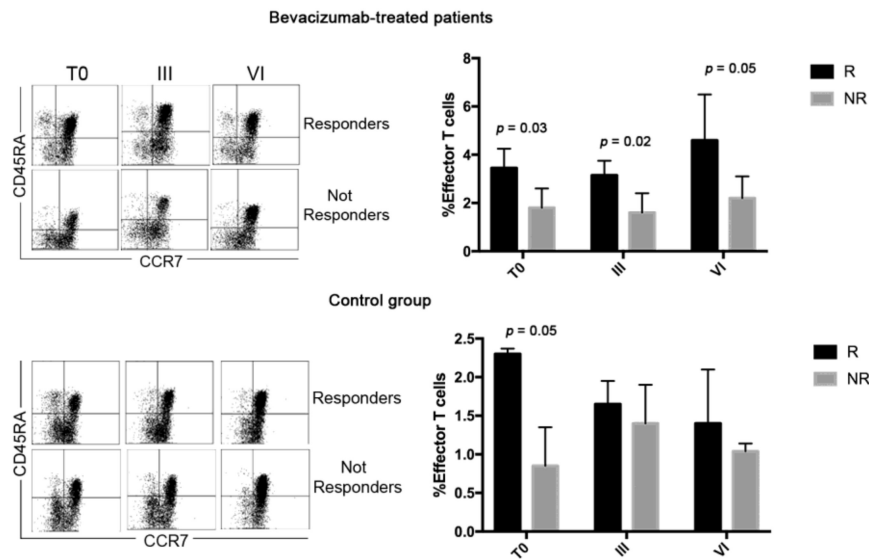 Bevacizumab-treated patients
T0 III VI
CD45RA
Responders
Not
Responders
CCR7
%Effector T cells
8
6
4
2
0
p = 0.03
p = 0.02
p = 0.05
T0 III VI
R
NR
Control group
CD45RA
Responders
Not
Responders
CCR7
%Effector T cells
2.5
2.0
1.5
1.0
0.5
0.0
p = 0.05
T0 III VI
R
NR